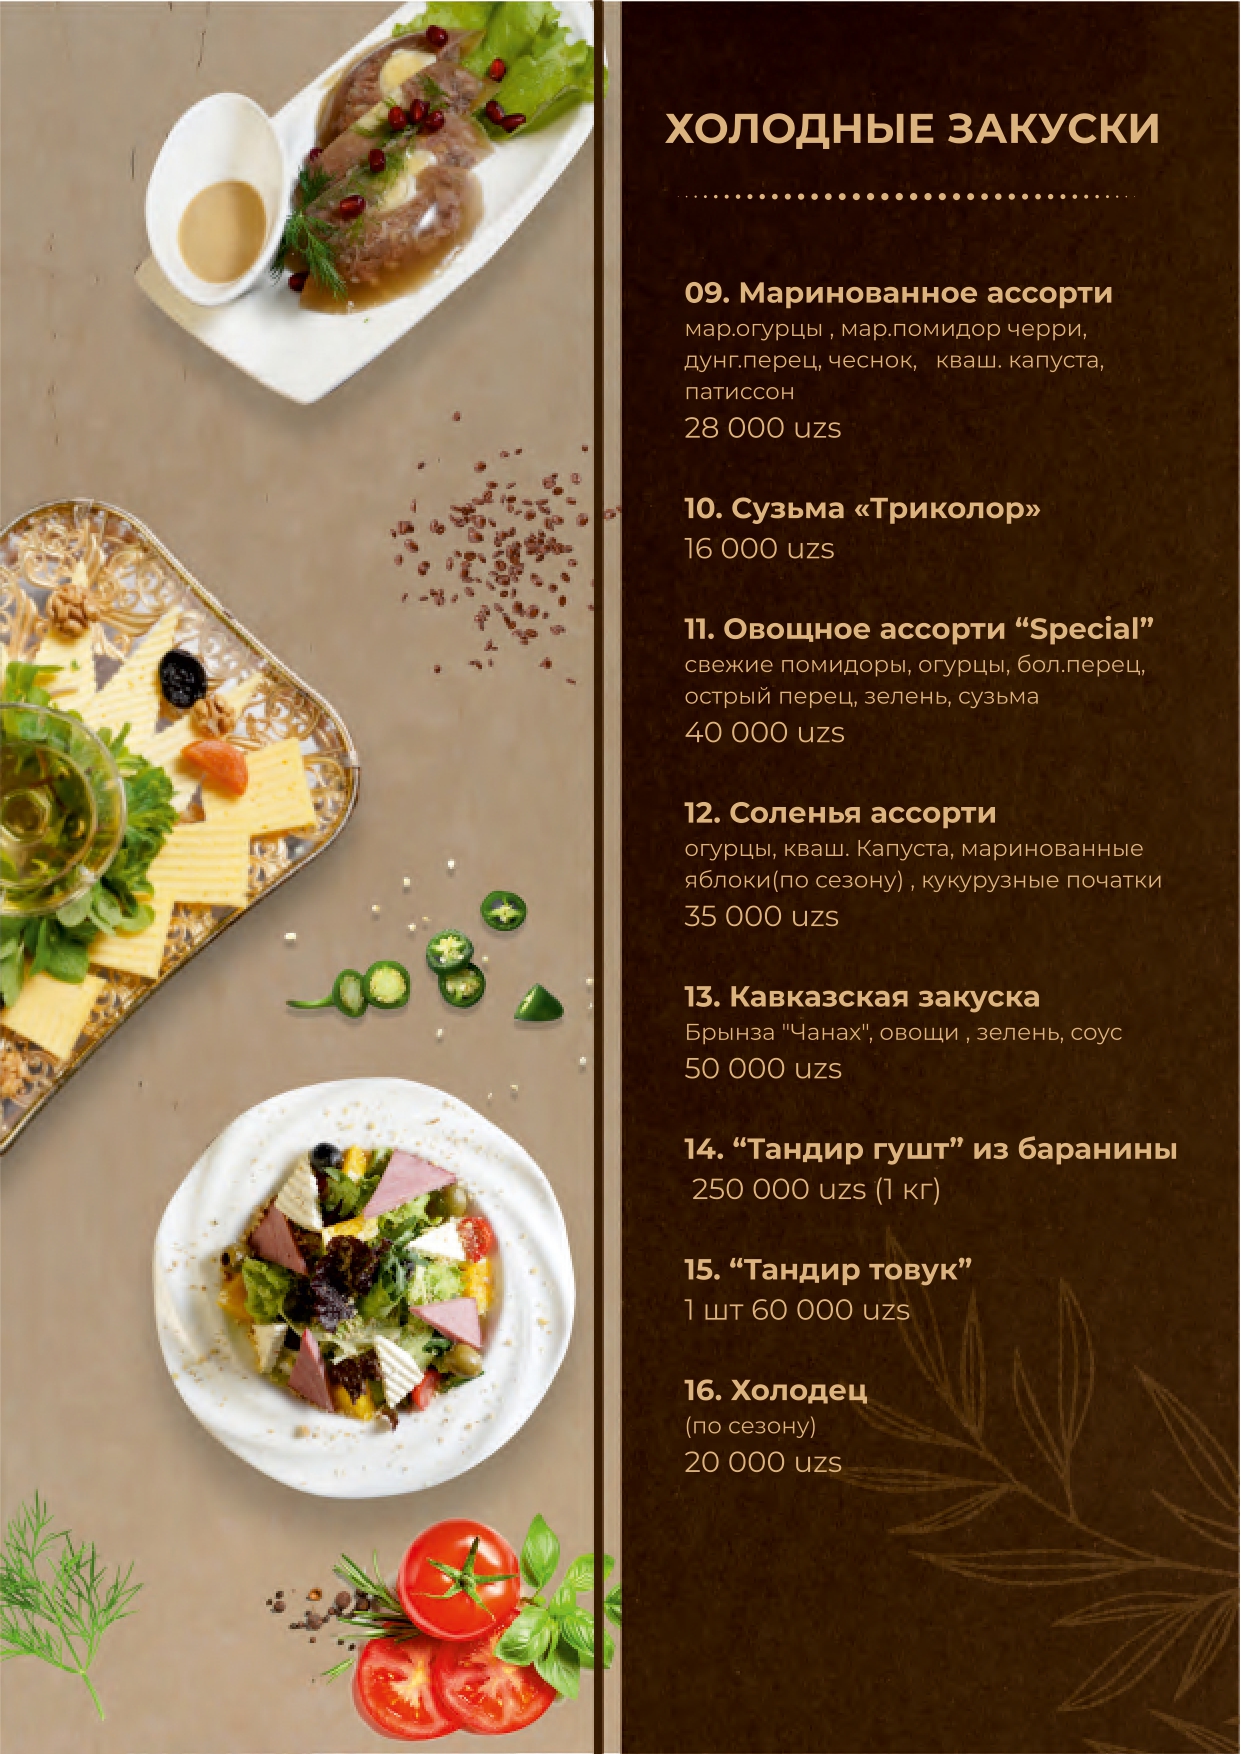 ХОЛОДНЫЕ ЗАКУСКИ
09. Маринованное ассорти
мар.огурцы , мар.помидор черри,
дунг.перец, чеснок, кваш. капуста,
патиссон
28 000 uzs
10. Сузьма «Триколор»
16 000 uzs
11. Овощное ассорти “Special”
свежие помидоры, огурцы, бол.перец,
острый перец, зелень, сузьма
40 000 uzs
12. Соленья ассорти
огурцы, кваш. Капуста, маринованные
яблоки(по сезону) , кукурузные початки
35 000 uzs
13. Кавказская закуска
Брынза "Чанах", овощи , зелень, соус
50 000 uzs
14. “Тандир гушт” из баранины
250 000 uzs (1 кг)
15. “Тандир товук”
1 шт 60 000 uzs
16. Холодец
(по сезону)
20 000 uzs